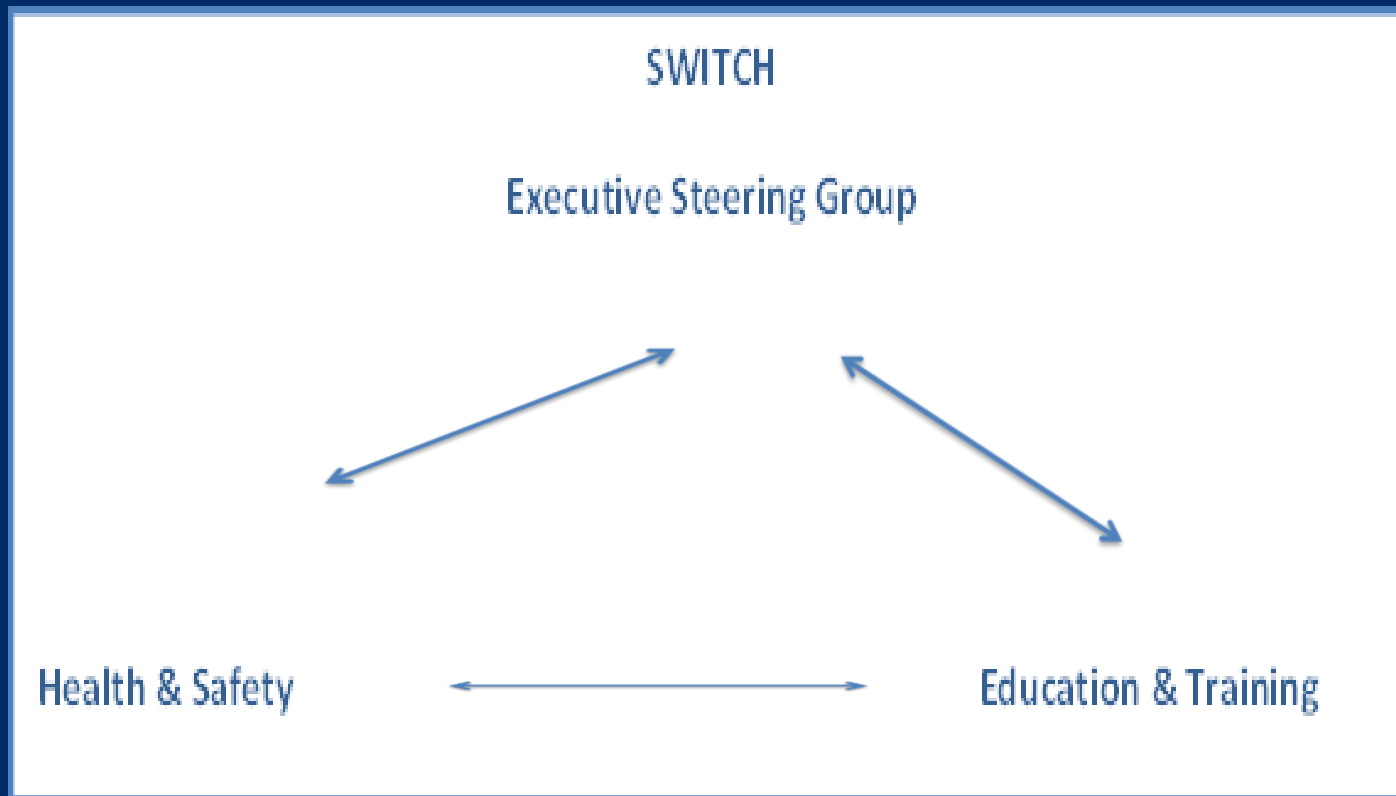 SWITCH
Executive Steering Group
Health & Safety
Education & Training